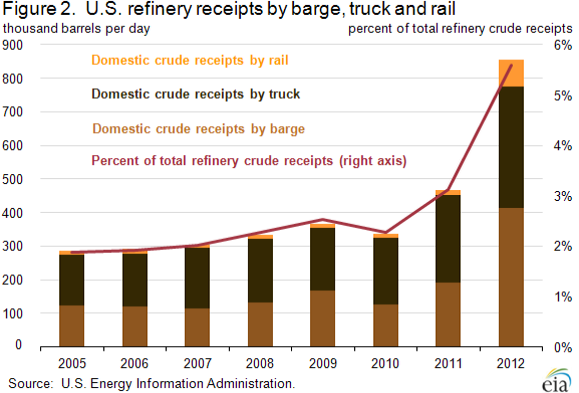 Figure 2.  U.S. refinery receipts by barge, truck and rail
thousand barrels per day
percent of total refinery crude receipts
900
800
700
600
500
400
300
200
100
0
6%
5%
4%
3%
2%
1%
0%
Domestic crude receipts by rail
Domestic crude receipts by truck
Domestic crude receipts by barge
Percent of total refinery crude receipts (right axis)
2005 2006 2007 2008 2009 2010 2011 2012
Source:  U.S. Energy Information Administration.
eia